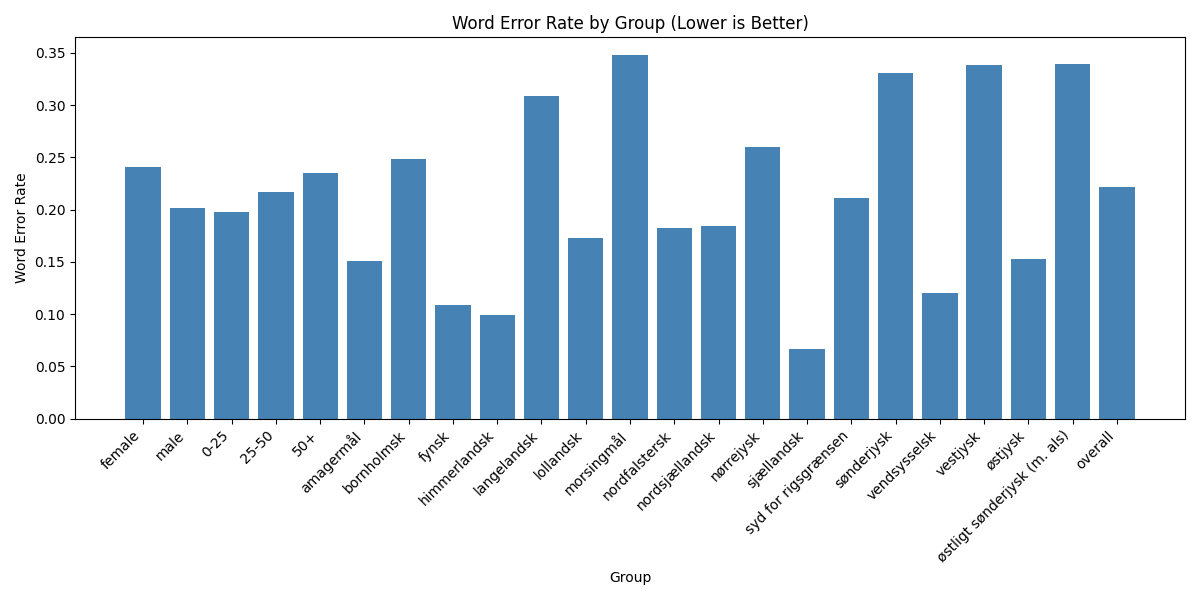 Word Error Rate by Group (Lower is Better)
Word Error Rate
0.35
0.30
0.25
0.20
0.15
0.10
0.05
0.00
female
male
0-25
25-50
50+
amagermål
bornholmsk
fynsk
himmerlandsk
langelandsk
lollandsk
morsingmål
nordfalstersk
nordsjællandsk
nørrejysk
sjællandsk
syd for rigsgrænsen
sønderjysk
vendsysselsk
vestjysk
østjysk
østligt sønderjysk (m. als)
overall
Group